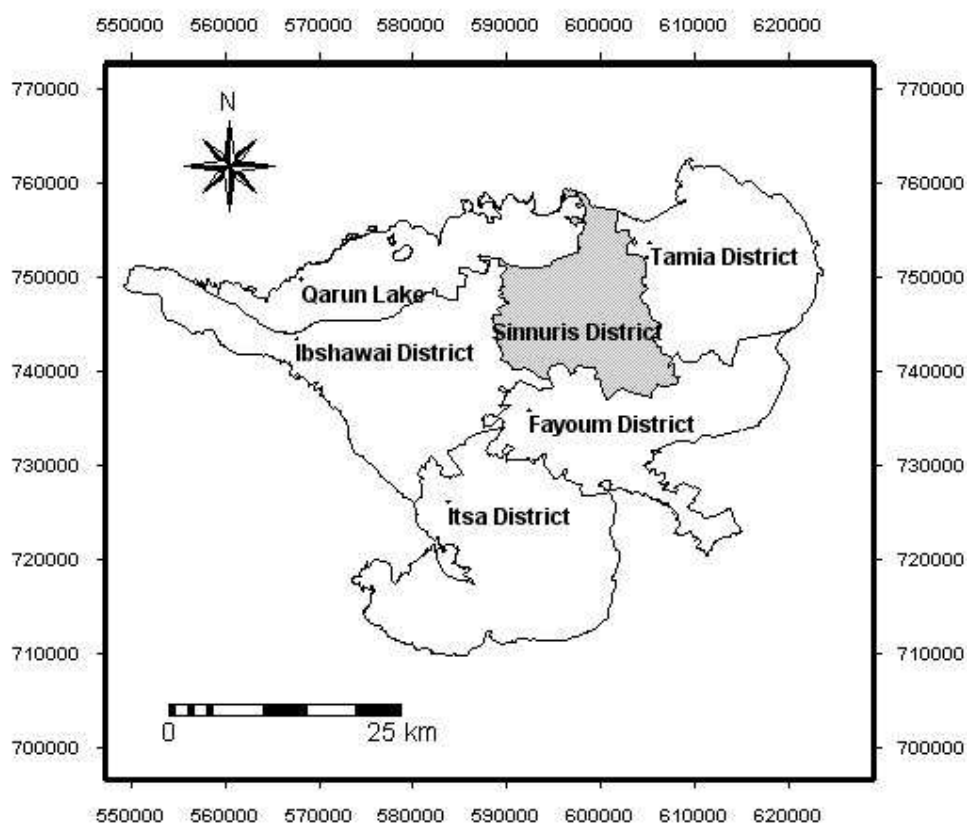 550000 560000 570000 580000 590000 600000 610000 620000
770000 770000
N
760000 760000
Tamia District
750000 750000
Qarun Lake
Sinnuris District
Ibshawai District
740000 740000
Fayoum District
730000 730000
Itsa District
720000 720000
710000 710000
0 25 km
700000 700000
550000 560000 570000 580000 590000 600000 610000 620000